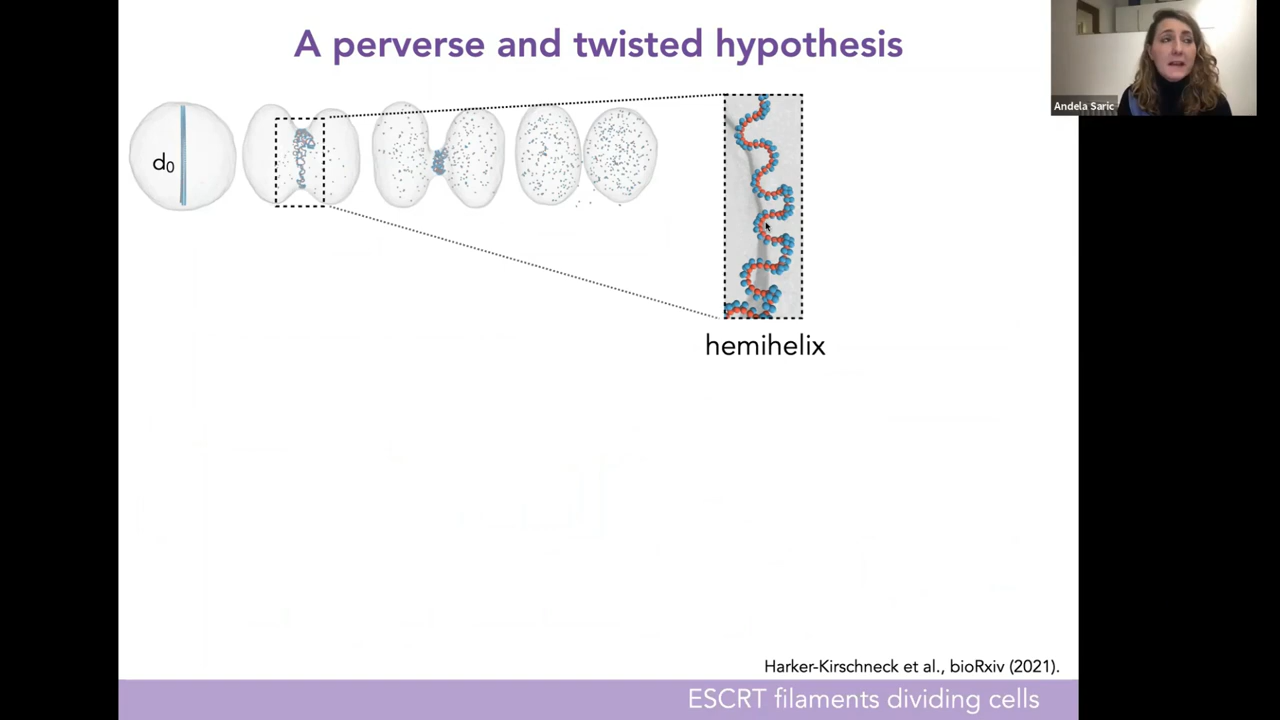 A perverse and twisted hypothesis
Andela Saric
d0
hemihelix
Harker-Kirschneck et al., bioRxiv (2021).
ESCRT filaments dividing cells